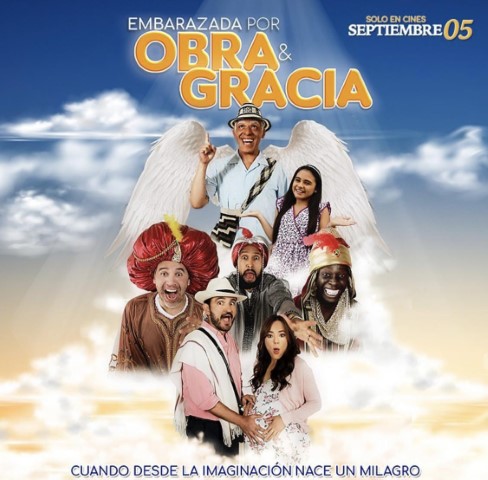 EMBARAZADA POR
OBRA &
GRACIA
SOLO EN CINES
SEPTIEMBRE 05
CUANDO DESDE LA IMAGINACIÓN NACE UN MILAGRO